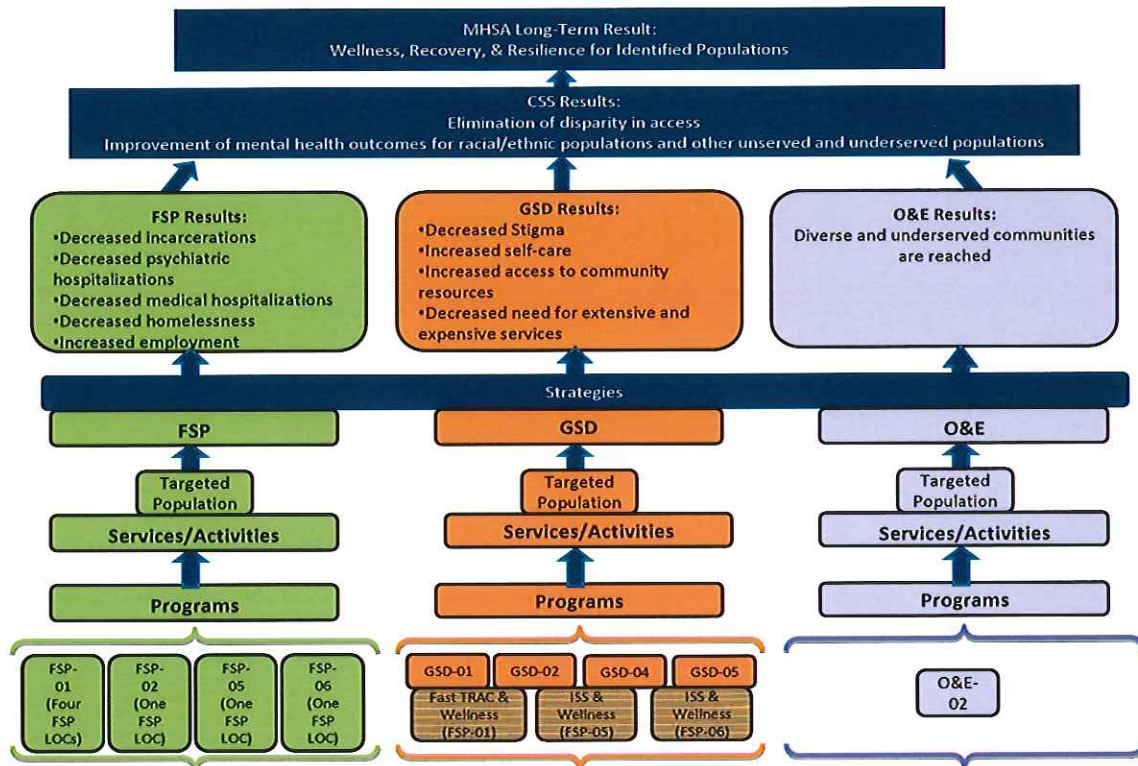 MHSA Long-Term Result:
Wellness, Recovery, & Resilience for Identified Populations
CSS Results:
Elimination of disparity in access
Improvement of mental health outcomes for racial/ethnic populations and other unserved and underserved populations
FSP Results:
•Decreased incarcerations
•Decreased psychiatric
hospitalizations
•Decreased medical hospitalizations
•Decreased homelessness
•Increased employment
GSD Results:
•Decreased Stigma
•Increased self-care
•Increased access to community
resources
•Decreased need for extensive and
expensive services
O&E Results:
Diverse and underserved communities
are reached
Strategies
FSP
GSD
O&E
Targeted
Population
Targeted
Population
Targeted
Population
Services/Activities
Services/Activities
Services/Activities
Programs
Programs
Programs
FSP-
01
(Four
FSP
LOCs)
FSP-
02
(One
FSP
LOC)
FSP-
05
(One
FSP
LOC)
FSP-
06
(One
FSP
LOC)
GSD-01
GSD-02
GSD-04
GSD-05
Fast TRAC &
Wellness
(FSP-01)
ISS &
Wellness
(FSP-05)
ISS &
Wellness
(FSP-06)
O&E-
02